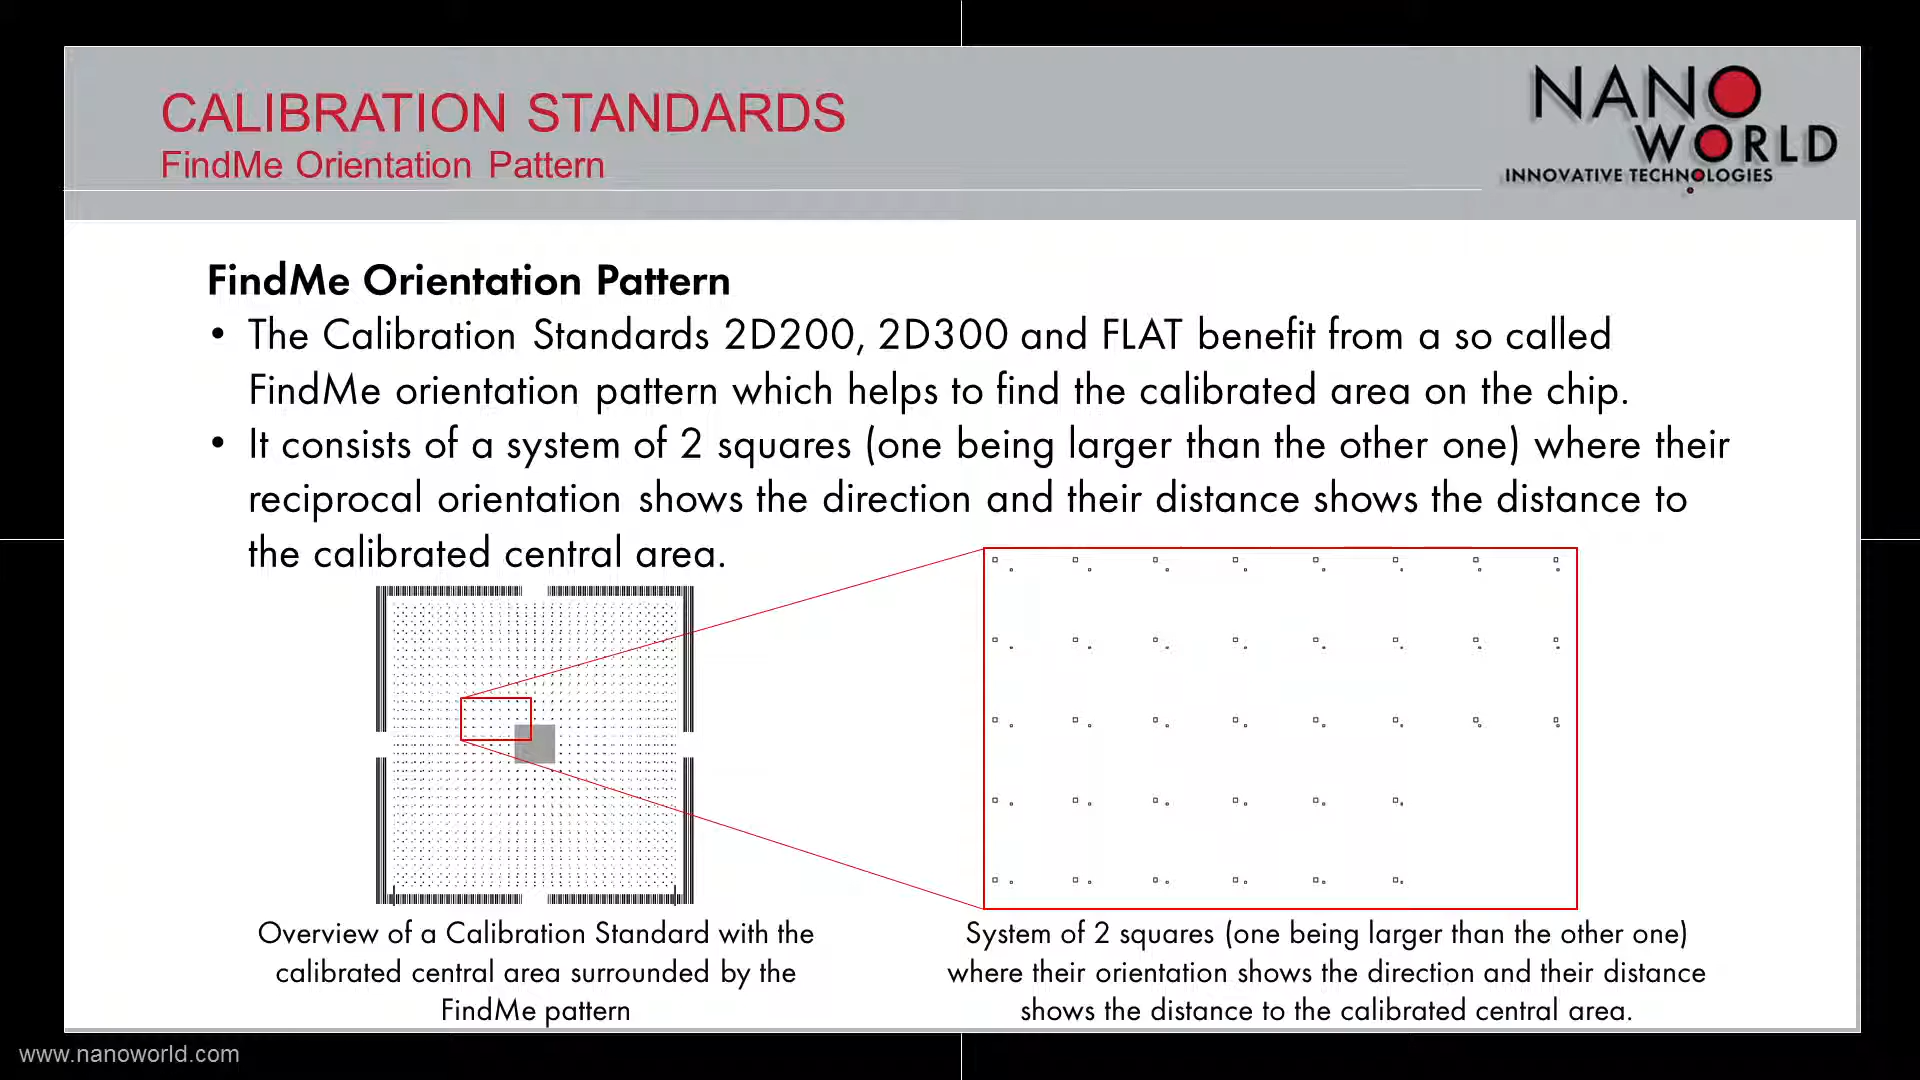 CALIBRATION STANDARDS
FindMe Orientation Pattern
NANO
WORLD
INNOVATIVE TECHNOLOGIES
FindMe Orientation Pattern
• The Calibration Standards 2D200, 2D300 and FLAT benefit from a so called
FindMe orientation pattern which helps to find the calibrated area on the chip.
• It consists of a system of 2 squares (one being larger than the other one) where their
reciprocal orientation shows the direction and their distance shows the distance to
the calibrated central area.
Overview of a Calibration Standard with the
calibrated central area surrounded by the
FindMe pattern
System of 2 squares (one being larger than the other one)
where their orientation shows the direction and their distance
shows the distance to the calibrated central area.
www.nanoworld.com